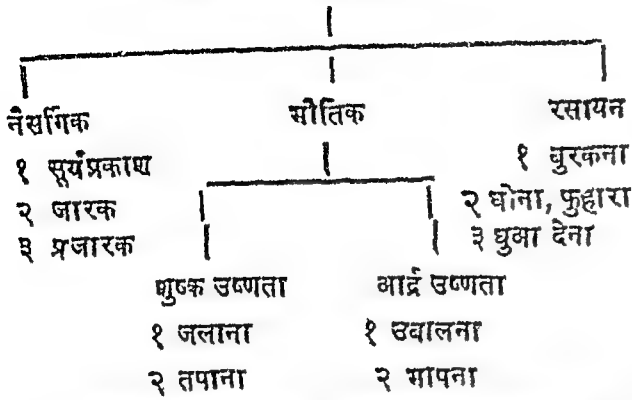 नैसर्गिक
१ सूर्यप्रकाश
२ जारक
३ प्रजारक
भौतिक
शुष्क उष्णता
१ जलाना
२ तपाना
आर्द्र उष्णता
१ उबालना
२ भापना
रसायन
१ बुरकना
२ धोना, फुहारा
३ धुआ देना